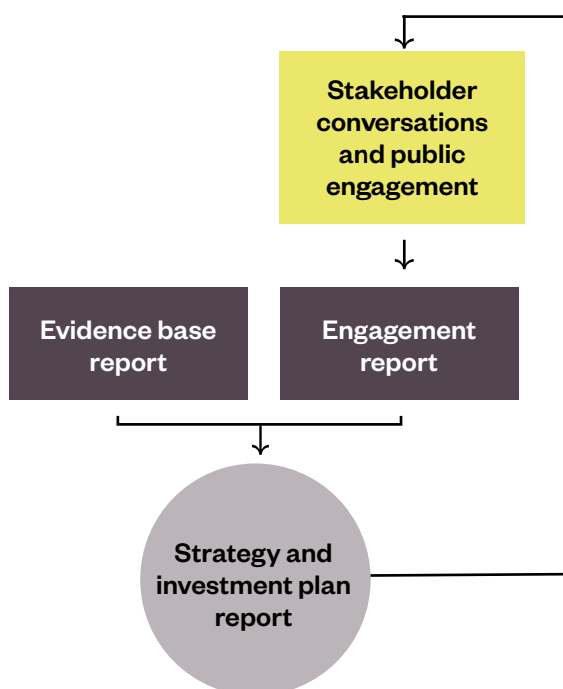 Stakeholder
conversations
and public
engagement
Evidence base
report
Engagement
report
Strategy and
investment plan
report